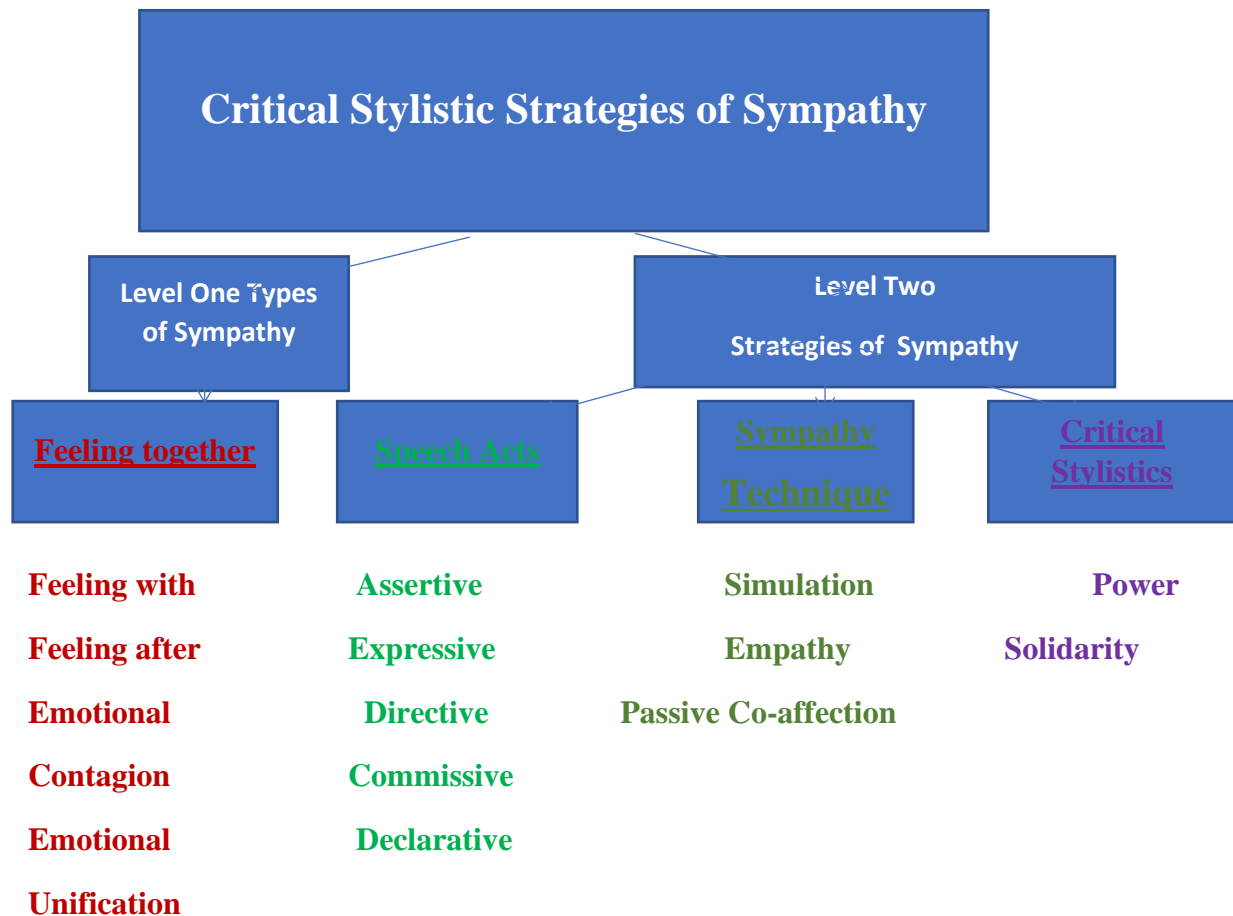 Critical Stylistic Strategies of Sympathy
Level One Types
of Sympathy
Level Two
Strategies of Sympathy
Feeling together
Speech Acts
Sympathy
Technique
Critical
Stylistics
Feeling with
Assertive
Simulation
Power
Feeling after
Expressive
Empathy
Solidarity
Emotional
Directive
Passive Co-affection
Contagion
Commissive
Emotional
Declarative
Unification